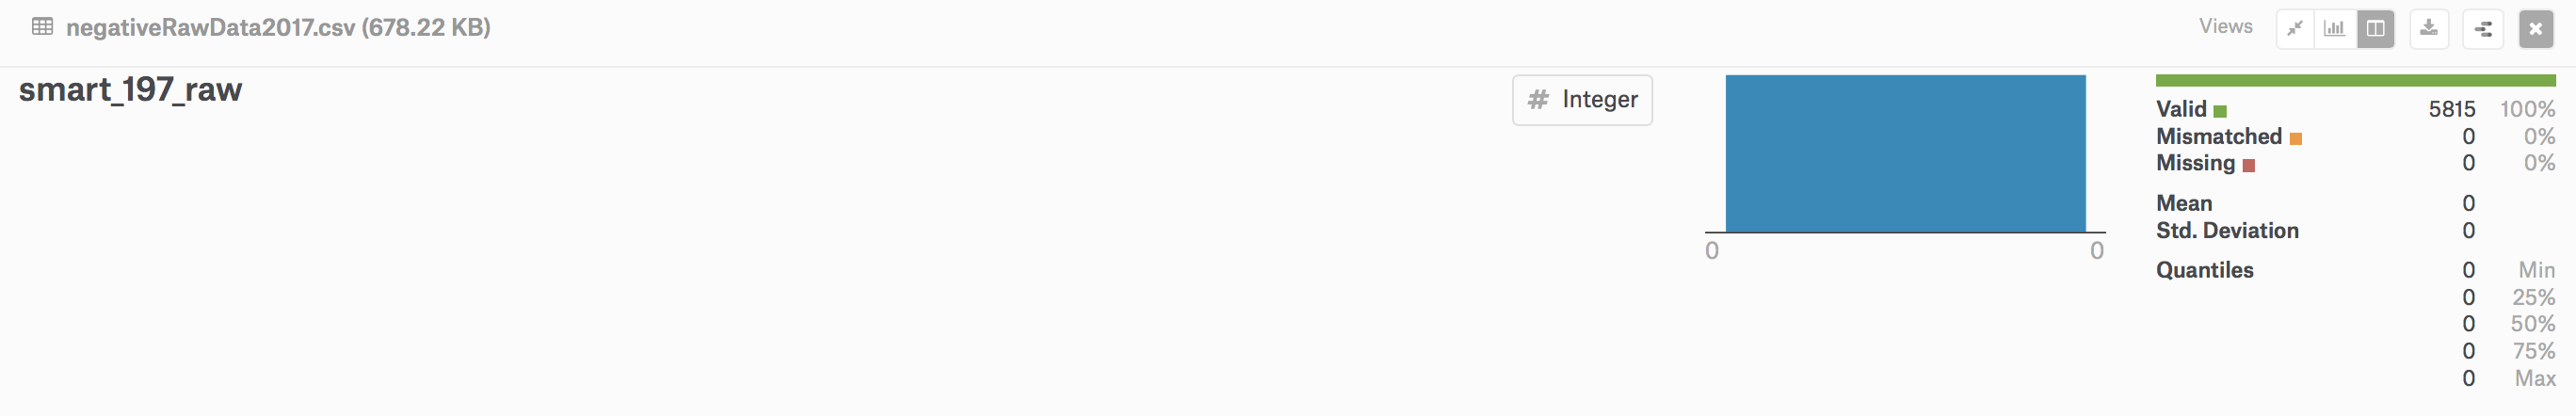 negativeRawData2017.csv (678.22 KB)
Views
smart_197_raw
# Integer
0 0
Valid 5815 100%
Mismatched 0 0%
Missing 0 0%
Mean 0
Std. Deviation 0
Quantiles 0 Min
0 25%
0 50%
0 75%
0 Max